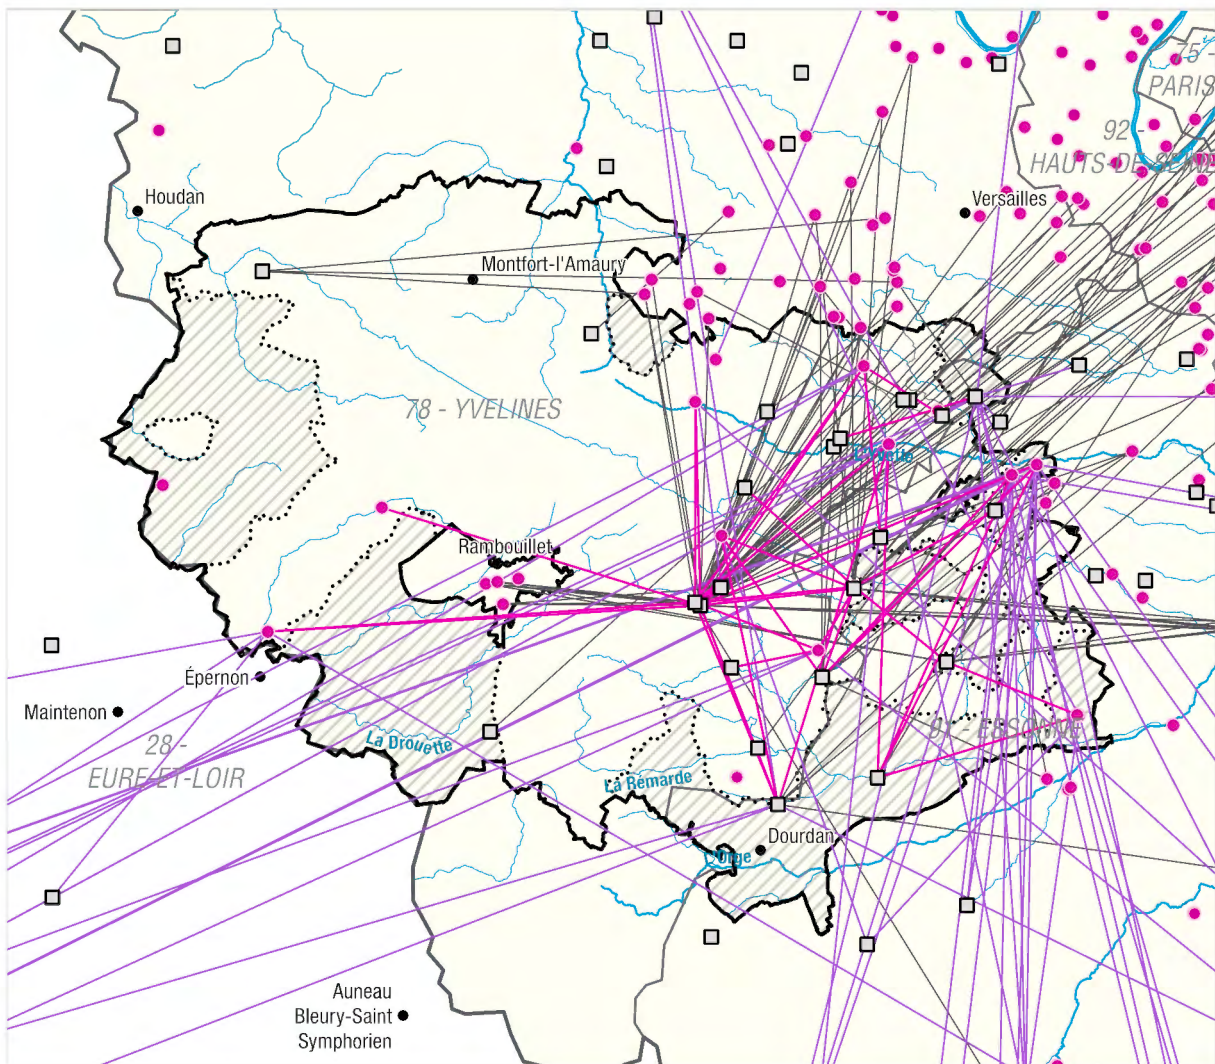 75 -
PARIS
92 -
HAUTS-DE-SEINE
Houdan
Versailles
Montfort-l'Amaury
78 - YVELINES
L'Yvette
Rambouillet
Épernon
Maintenon
28 -
EURE-ET-LOIR
La Drouette
91 - ESSONNE
La Rémarde
Dourdan
L'Orge
Auneau
Bleury-Saint
Symphorien